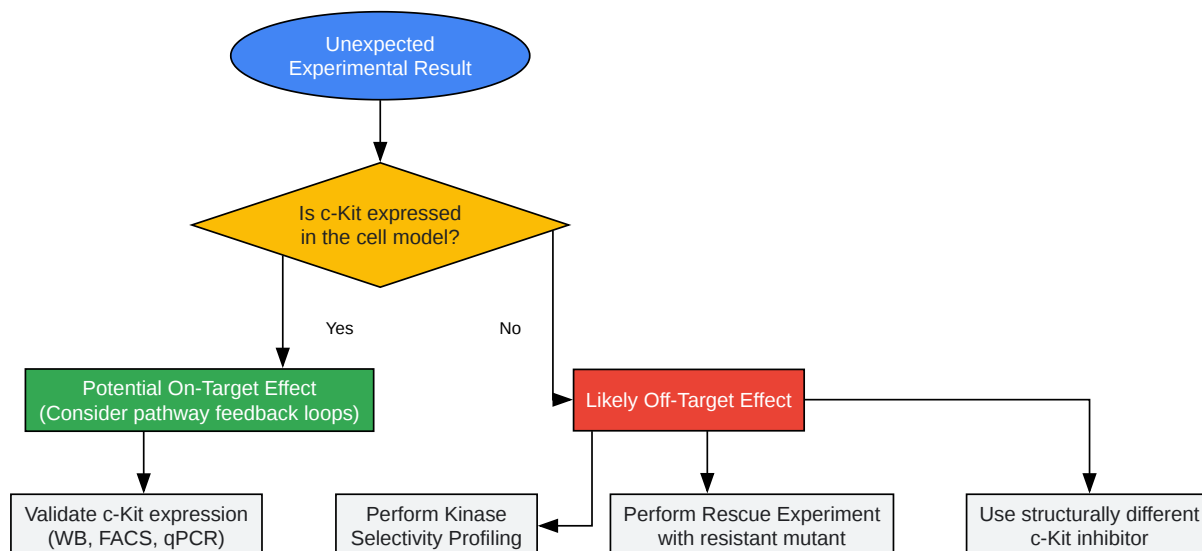 Unexpected
Experimental Result
Is c-Kit expressed
in the cell model?
Yes
No
Potential On-Target Effect
(Consider pathway feedback loops)
Likely Off-Target Effect
Validate c-Kit expression
(WB, FACS, qPCR)
Perform Kinase
Selectivity Profiling
Perform Rescue Experiment
with resistant mutant
Use structurally different
c-Kit inhibitor